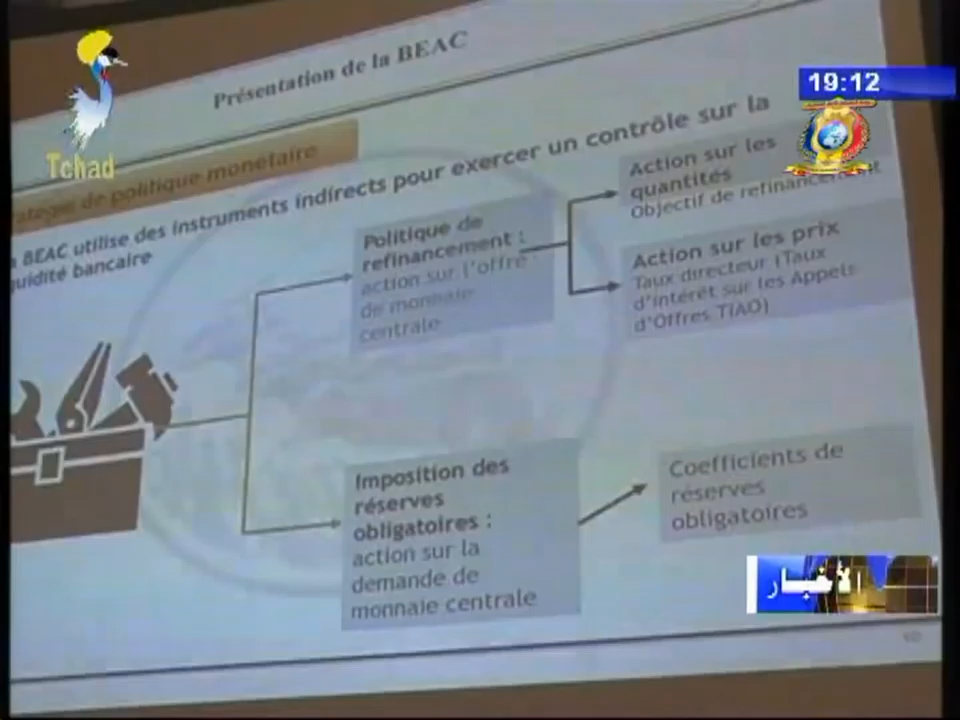 Présentation de la BEAC
19:12
Tchad
de politique monétaire
BEAC utilise des instruments indirects pour exercer un contrôle sur la
bancaire
Politique de
refinancement :
action sur l'offre
de monnaie
centrale
Action sur les
quantités
Objectif de refinancement
Action sur les prix
Taux directeur (Taux
d'intérêt sur les Appels
d'Offres TIAO)
Imposition des
réserves
obligatoires :
action sur la
demande de
monnaie centrale
Coefficients de
réserves
obligatoires
الأخبار